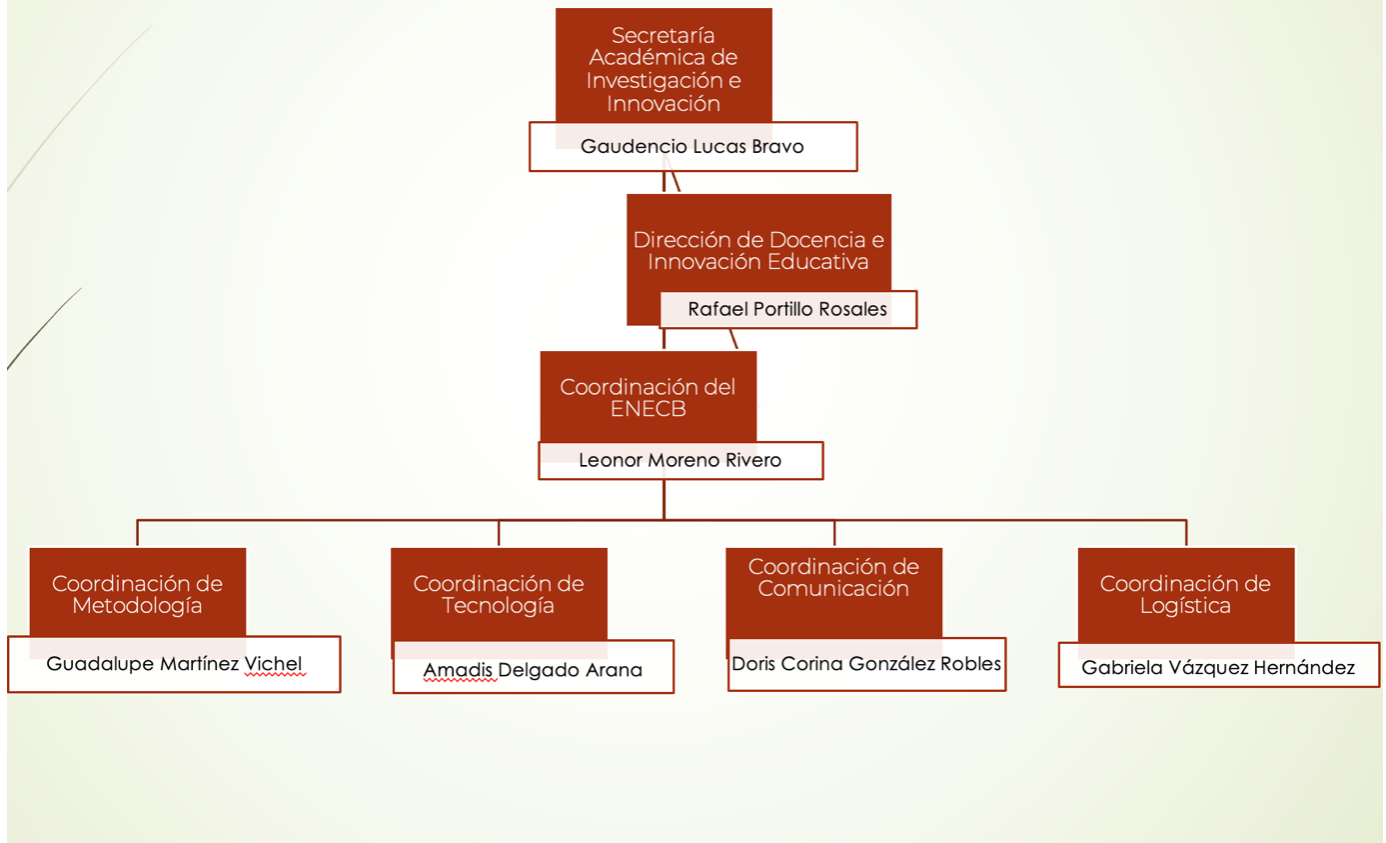 Secretaría
Académica de
Investigación e
Innovación
Gaudencio Lucas Bravo
Dirección de Docencia e
Innovación Educativa
Rafael Portillo Rosales
Coordinación del
ENECB
Leonor Moreno Rivero
Coordinación de
Metodología
Guadalupe Martínez Vichel
Coordinación de
Tecnología
Amadis Delgado Arana
Coordinación de
Comunicación
Doris Corina González Robles
Coordinación de
Logística
Gabriela Vázquez Hernández